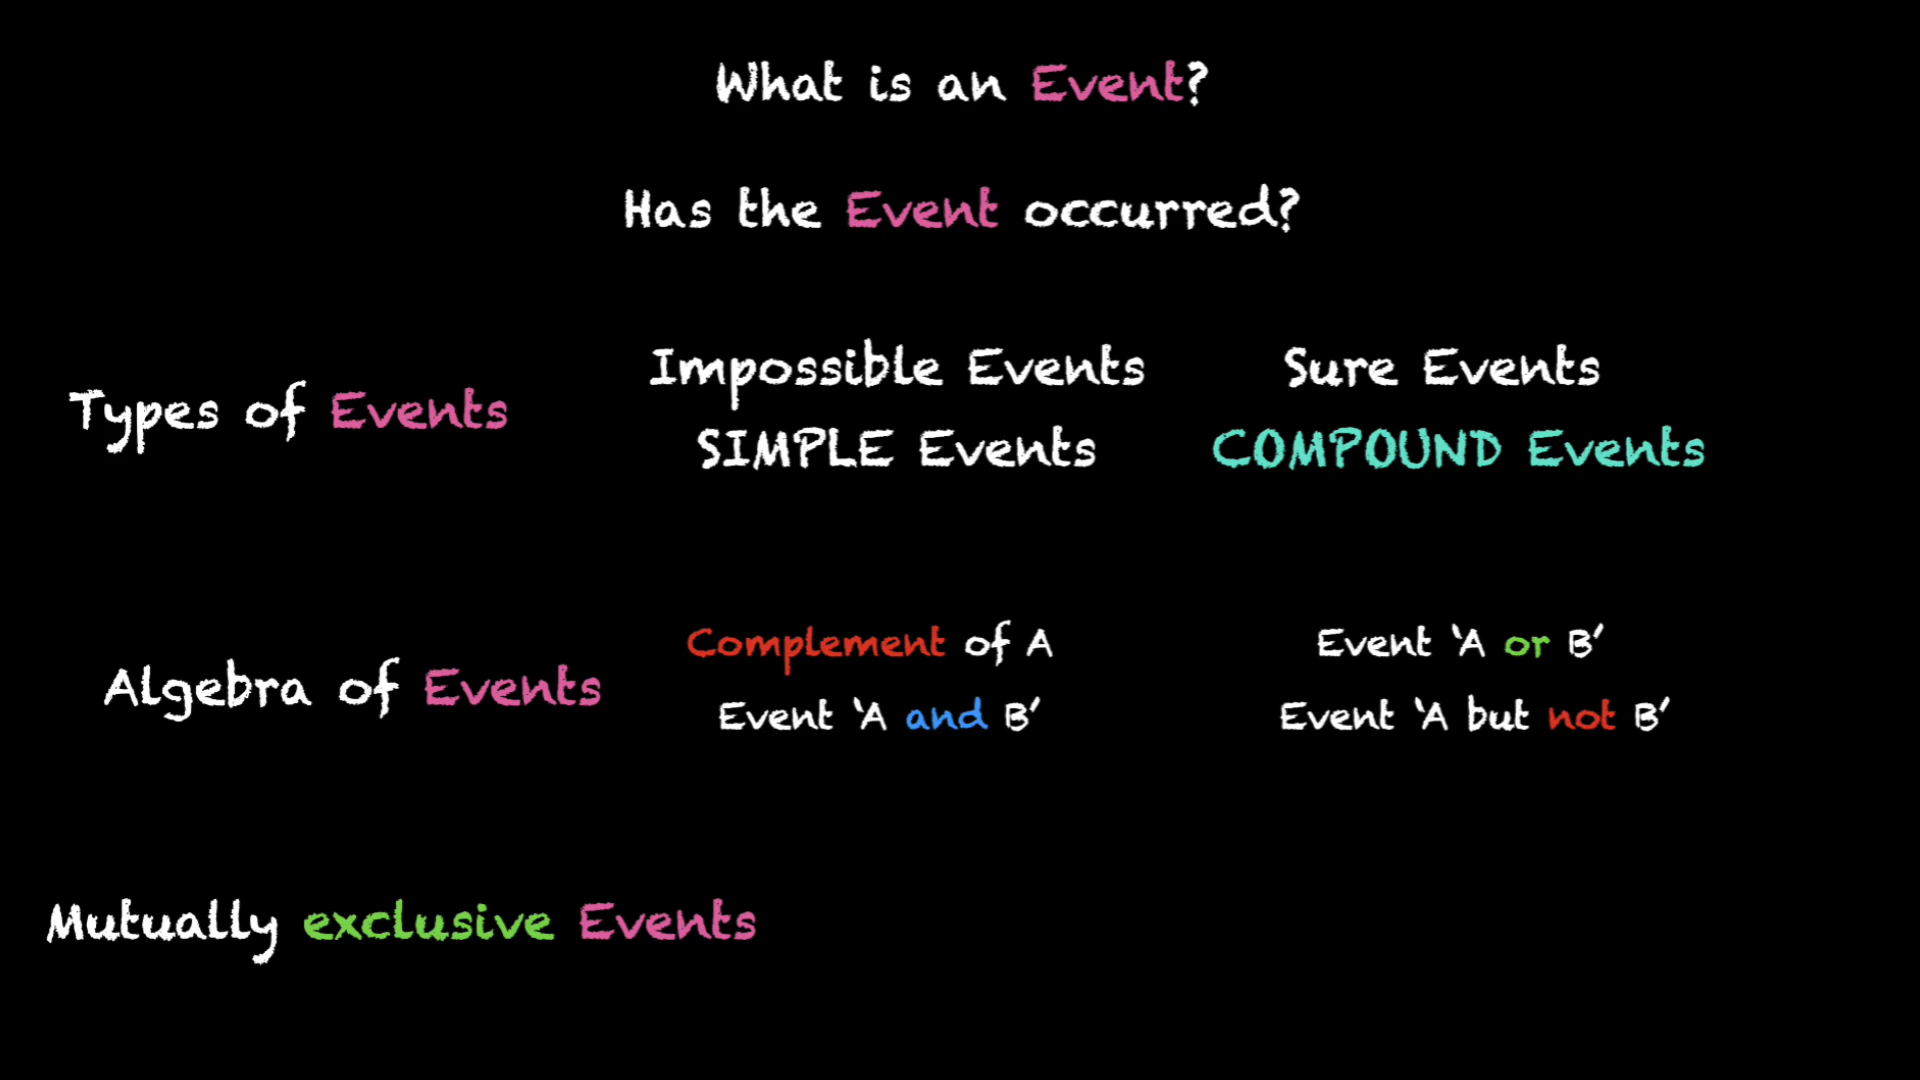 What is an Event?
Has the Event occurred?
Types of Events
Impossible Events
Sure Events
SIMPLE Events
COMPOUND Events
Algebra of Events
Complement of A
Event ‘A or B’
Event ‘A and B’
Event ‘A but not B’
Mutually exclusive Events